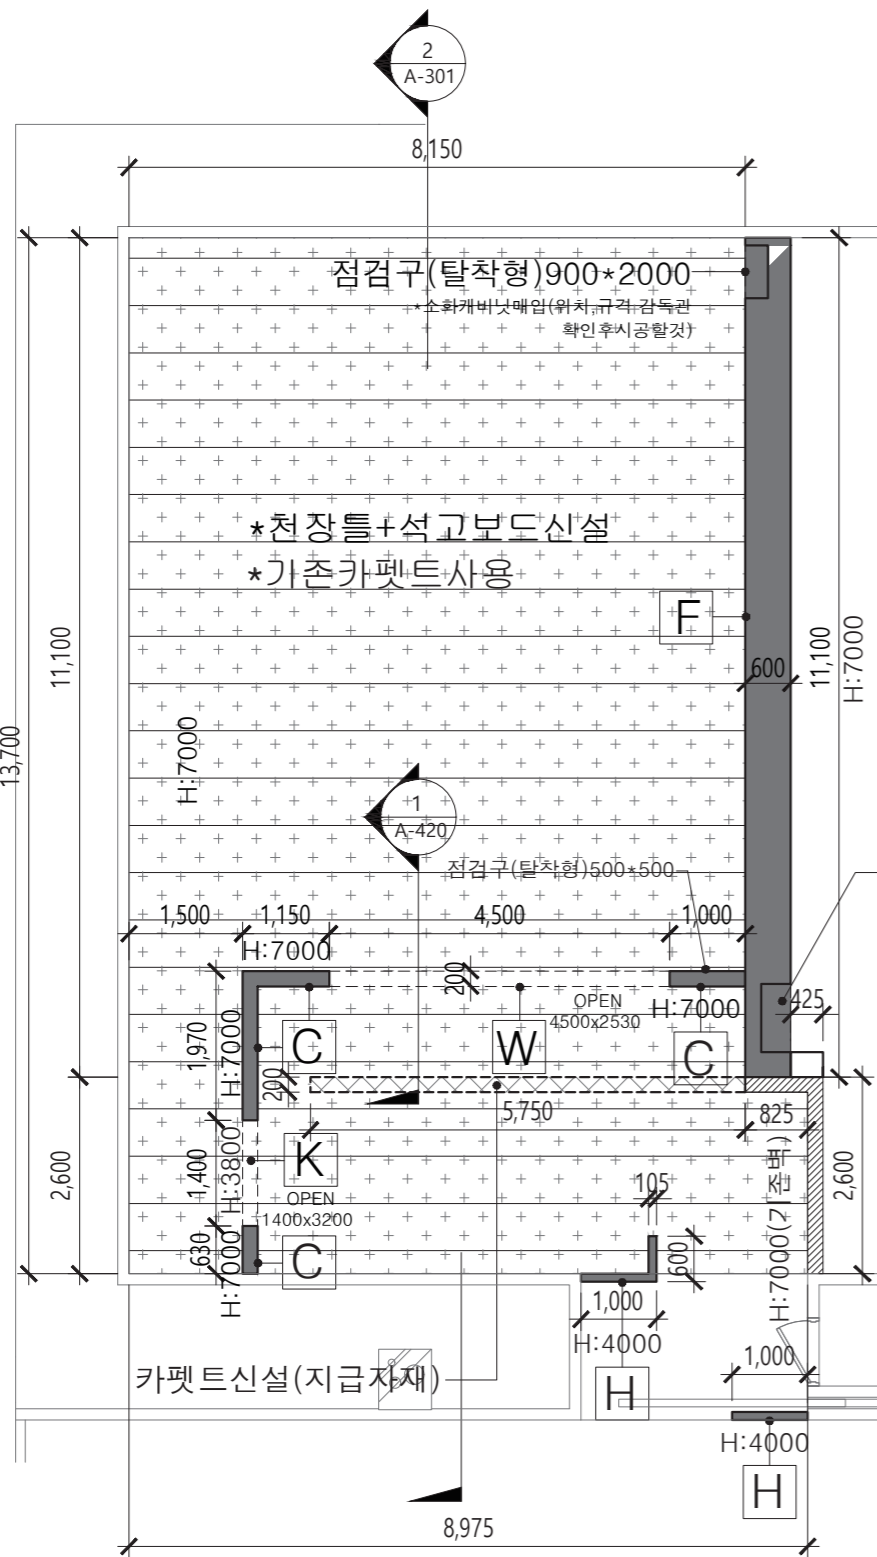 2
A-301
8,150
점검구(탈착형)900*2000
*소화캐비닛매입(위치,규격 감독관
확인후시공할것)
*천장틀+석고보드신설
*기존카펫트사용
F
600
11,100
13,700
11,100
H:7000
H:7000
1
A-420
점검구(탈착형)500*500
1,500
1,150
4,500
1,000
H:7000
200
OPEN
4500x2530
H:7000
425
1,970
H:7000
C
W
C
200
5,750
825
2,600
1,400
H:3800
K
OPEN
1400x3200
105
H:7000(기존벽)
2,600
630
H:7000
C
600
1,000
H:4000
1,000
카펫트신설(지급자재)
H
H:4000
H
8,975